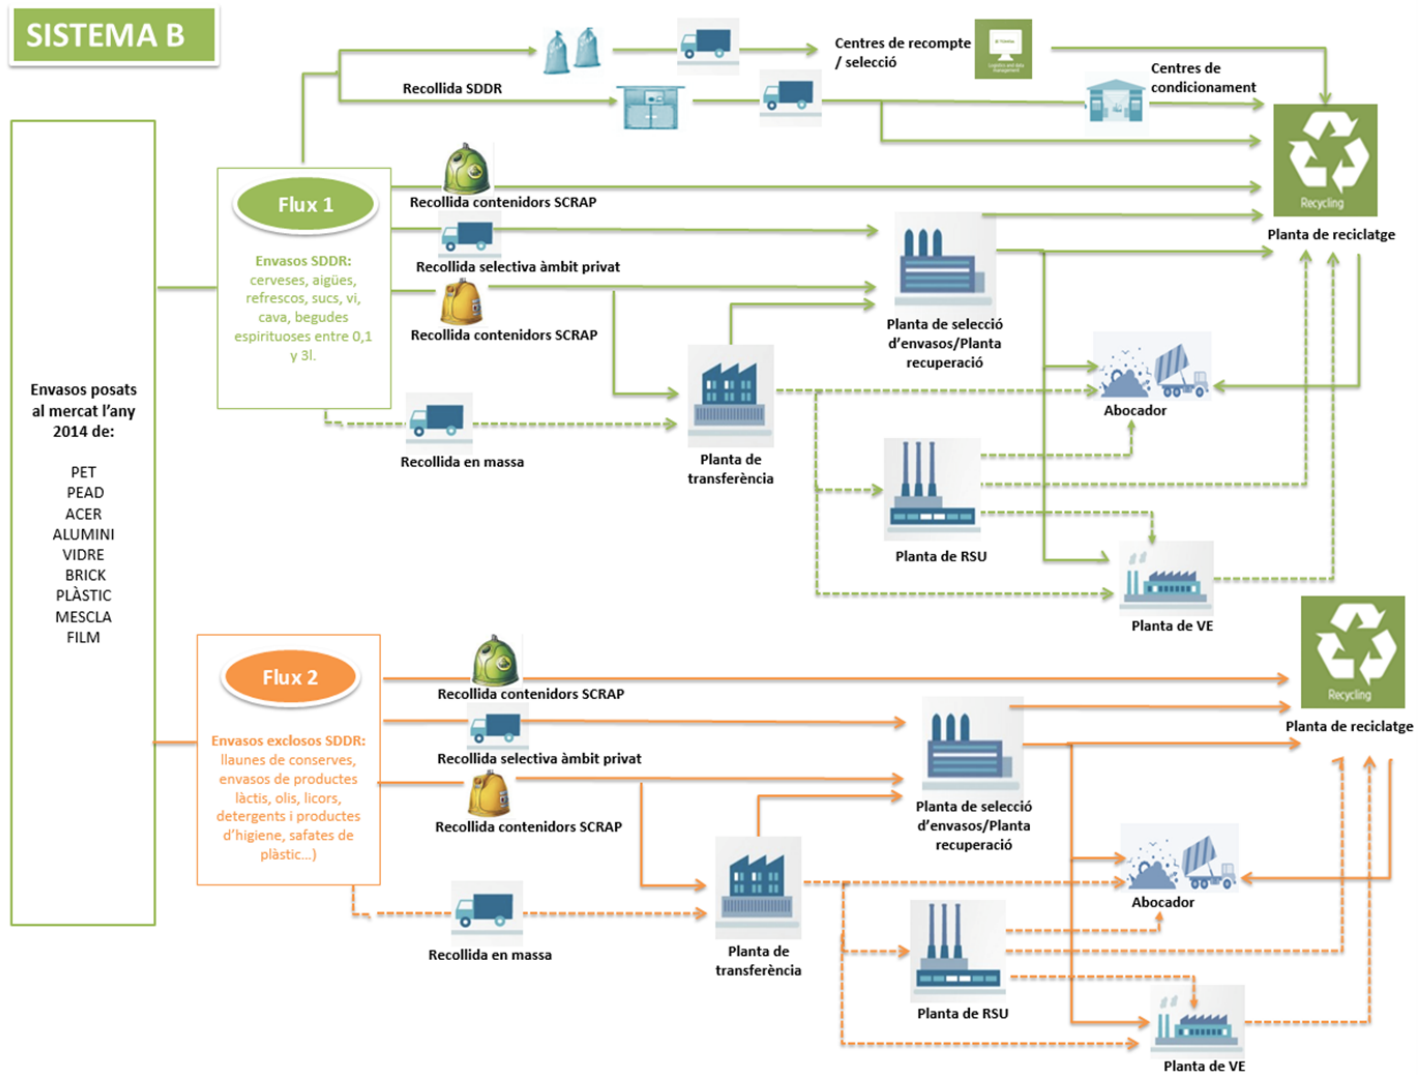 SISTEMA B
Envasos posats
al mercat l'any
2014 de:
PET
PEAD
ACER
ALUMINI
VIDRE
BRICK
PLÀSTIC
MESCLA
FILM
Recollida SDDR
Centres de recompte
/ selecció
Centres de
condicionament
Recycling
Planta de reciclatge
Flux 1
Envasos SDDR:
cerveses, aigües,
refrescos, sucs, vi,
cava, begudes
espirituoses entre 0,1
y 3l.
Recollida contenidors SCRAP
Recollida selectiva àmbit privat
Recollida contenidors SCRAP
Recollida en massa
Planta de
transferència
Planta de selecció
d'envasos/Planta
recuperació
Abocador
Planta de RSU
Planta de VE
Flux 2
Envasos exclosos SDDR:
llaunes de conserves,
envasos de productes
làctis, olis, licors,
detergents i productes
d'higiene, safates de
plàstic...)
Recollida contenidors SCRAP
Recollida selectiva àmbit privat
Recollida contenidors SCRAP
Recollida en massa
Planta de
transferència
Planta de selecció
d'envasos/Planta
recuperació
Recycling
Planta de reciclatge
Abocador
Planta de RSU
Planta de VE